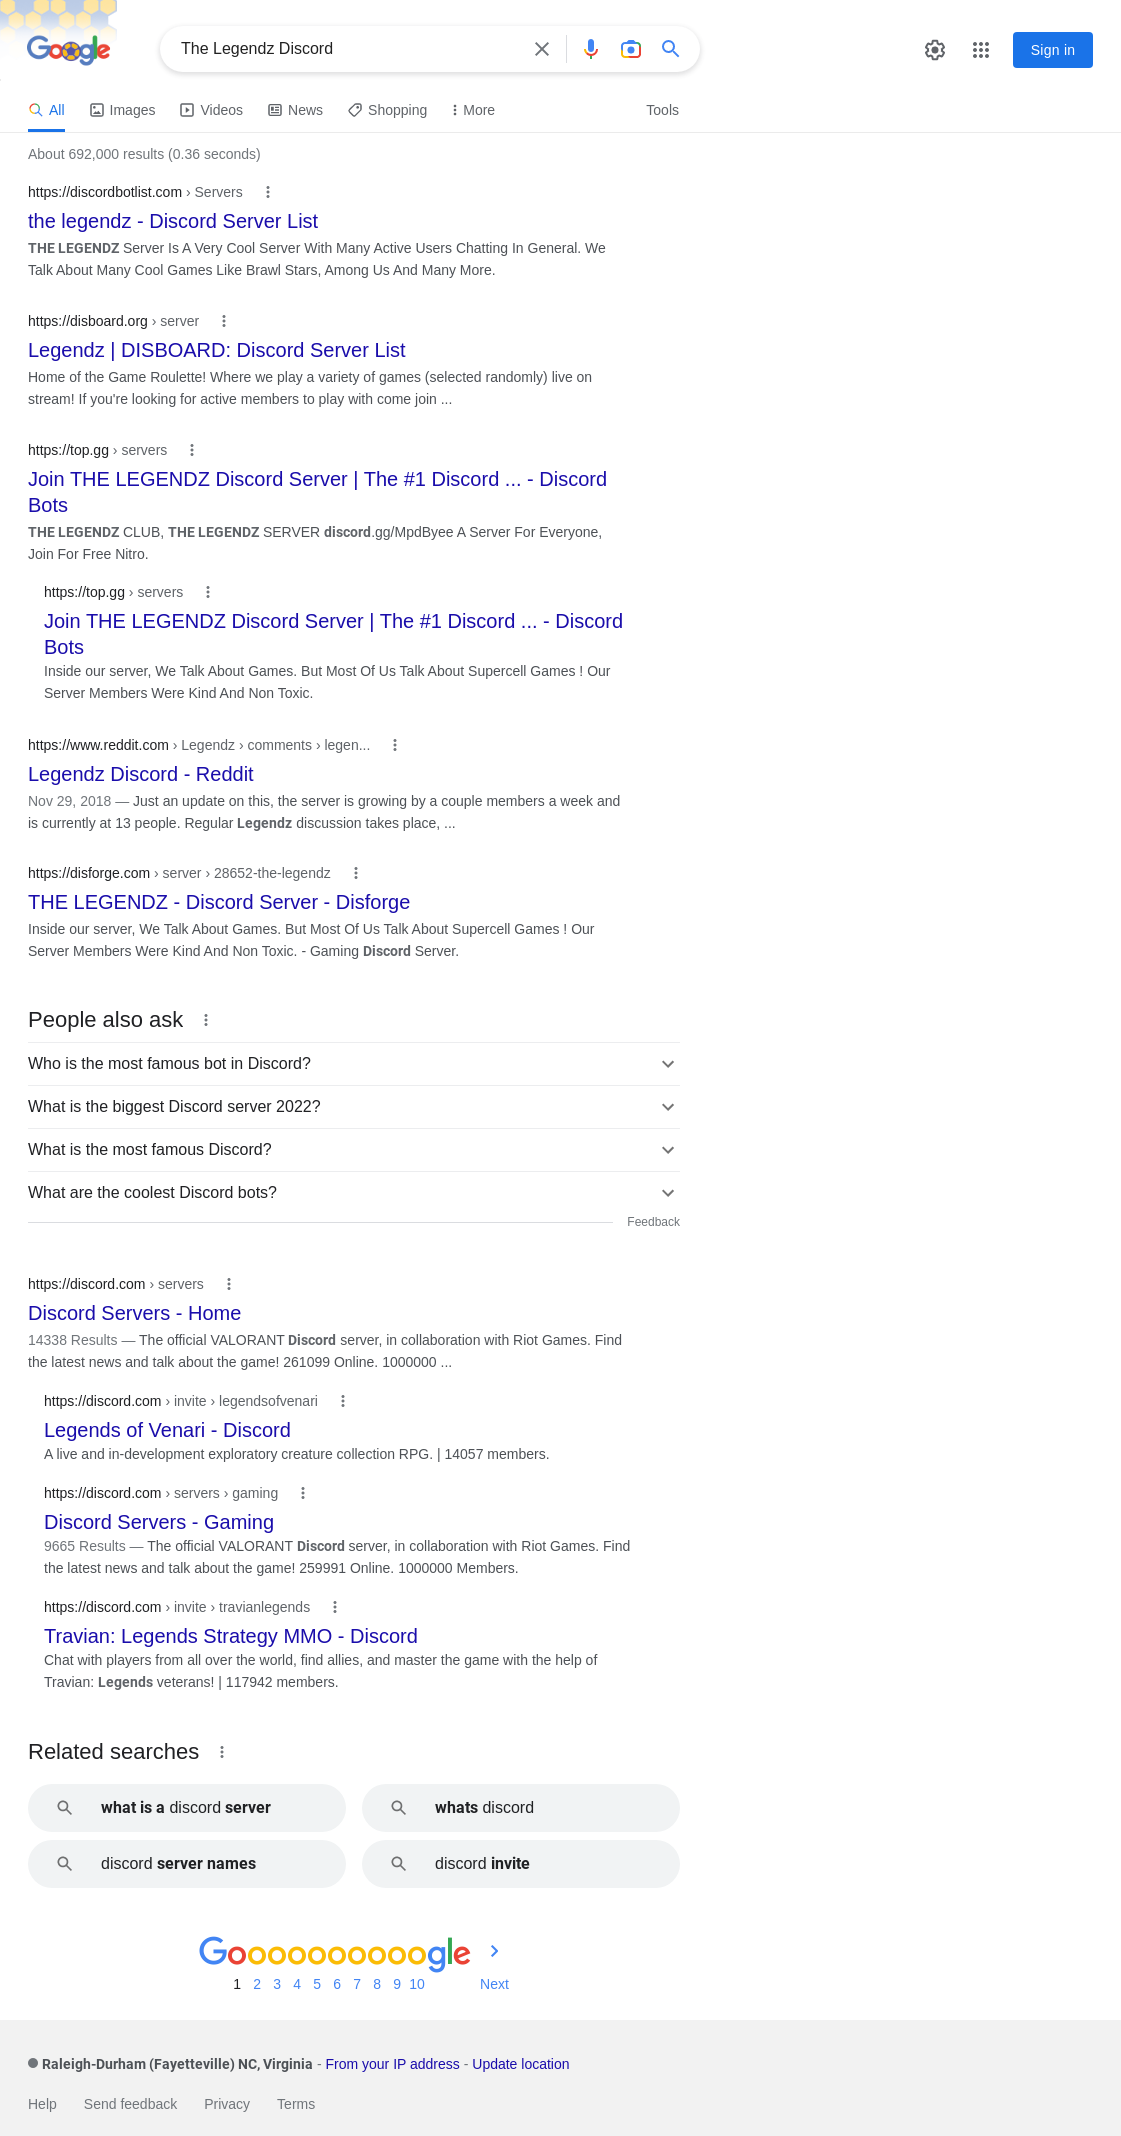 Google
The Legendz Discord
Sign in
All
Images
Videos
News
Shopping
More
Tools
About 692,000 results (0.36 seconds)
https://discordbotlist.com › Servers
the legendz - Discord Server List
THE LEGENDZ Server Is A Very Cool Server With Many Active Users Chatting In General. We
Talk About Many Cool Games Like Brawl Stars, Among Us And Many More.
https://disboard.org › server
Legendz | DISBOARD: Discord Server List
Home of the Game Roulette! Where we play a variety of games (selected randomly) live on
stream! If you're looking for active members to play with come join ...
https://top.gg › servers
Join THE LEGENDZ Discord Server | The #1 Discord ... - Discord
Bots
THE LEGENDZ CLUB, THE LEGENDZ SERVER discord.gg/MpdByee A Server For Everyone,
Join For Free Nitro.
https://top.gg › servers
Join THE LEGENDZ Discord Server | The #1 Discord ... - Discord
Bots
Inside our server, We Talk About Games. But Most Of Us Talk About Supercell Games ! Our
Server Members Were Kind And Non Toxic.
https://www.reddit.com › Legendz › comments › legen...
Legendz Discord - Reddit
Nov 29, 2018 — Just an update on this, the server is growing by a couple members a week and
is currently at 13 people. Regular Legendz discussion takes place, ...
https://disforge.com › server › 28652-the-legendz
THE LEGENDZ - Discord Server - Disforge
Inside our server, We Talk About Games. But Most Of Us Talk About Supercell Games ! Our
Server Members Were Kind And Non Toxic. - Gaming Discord Server.
People also ask
Who is the most famous bot in Discord?
What is the biggest Discord server 2022?
What is the most famous Discord?
What are the coolest Discord bots?
Feedback
https://discord.com › servers
Discord Servers - Home
14338 Results — The official VALORANT Discord server, in collaboration with Riot Games. Find
the latest news and talk about the game! 261099 Online. 1000000 ...
https://discord.com › invite › legendsofvenari
Legends of Venari - Discord
A live and in-development exploratory creature collection RPG. | 14057 members.
https://discord.com › servers › gaming
Discord Servers - Gaming
9665 Results — The official VALORANT Discord server, in collaboration with Riot Games. Find
the latest news and talk about the game! 259991 Online. 1000000 Members.
https://discord.com › invite › travianlegends
Travian: Legends Strategy MMO - Discord
Chat with players from all over the world, find allies, and master the game with the help of
Travian: Legends veterans! | 117942 members.
Related searches
what is a discord server
whats discord
discord server names
discord invite
Goooooooooogle
1 2 3 4 5 6 7 8 9 10 Next
Raleigh-Durham (Fayetteville) NC, Virginia - From your IP address - Update location
Help Send feedback Privacy Terms